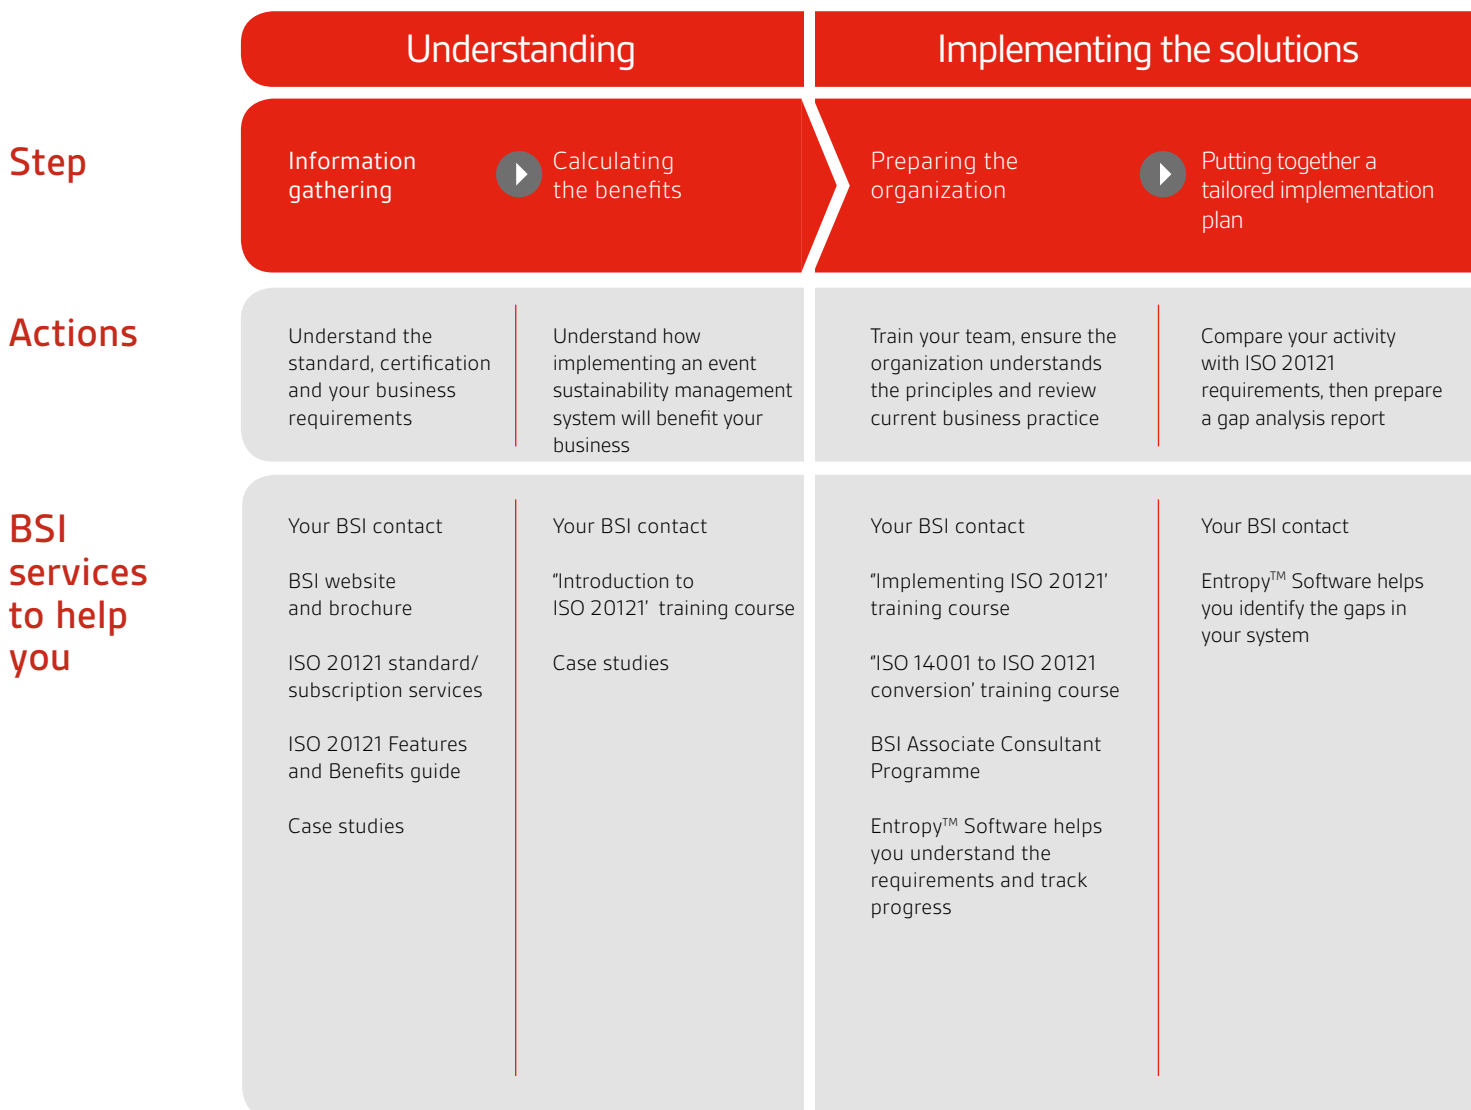 Understanding
Implementing the solutions
Step
Information
gathering
Calculating
the benefits
Preparing the
organization
Putting together a
tailored implementation
plan
Actions
Understand the
standard, certification
and your business
requirements
Understand how
implementing an event
sustainability management
system will benefit your
business
Train your team, ensure the
organization understands
the principles and review
current business practice
Compare your activity
with ISO 20121
requirements, then prepare
a gap analysis report
BSI
services
to help
you
Your BSI contact
BSI website
and brochure
ISO 20121 standard/
subscription services
ISO 20121 Features
and Benefits guide
Case studies
Your BSI contact
“Introduction to
ISO 20121’ training course
Case studies
Your BSI contact
“Implementing ISO 20121’
training course
“ISO 14001 to ISO 20121
conversion’ training course
BSI Associate Consultant
Programme
Entropy™ Software helps
you understand the
requirements and track
progress
Your BSI contact
Entropy™ Software helps
you identify the gaps in
your system